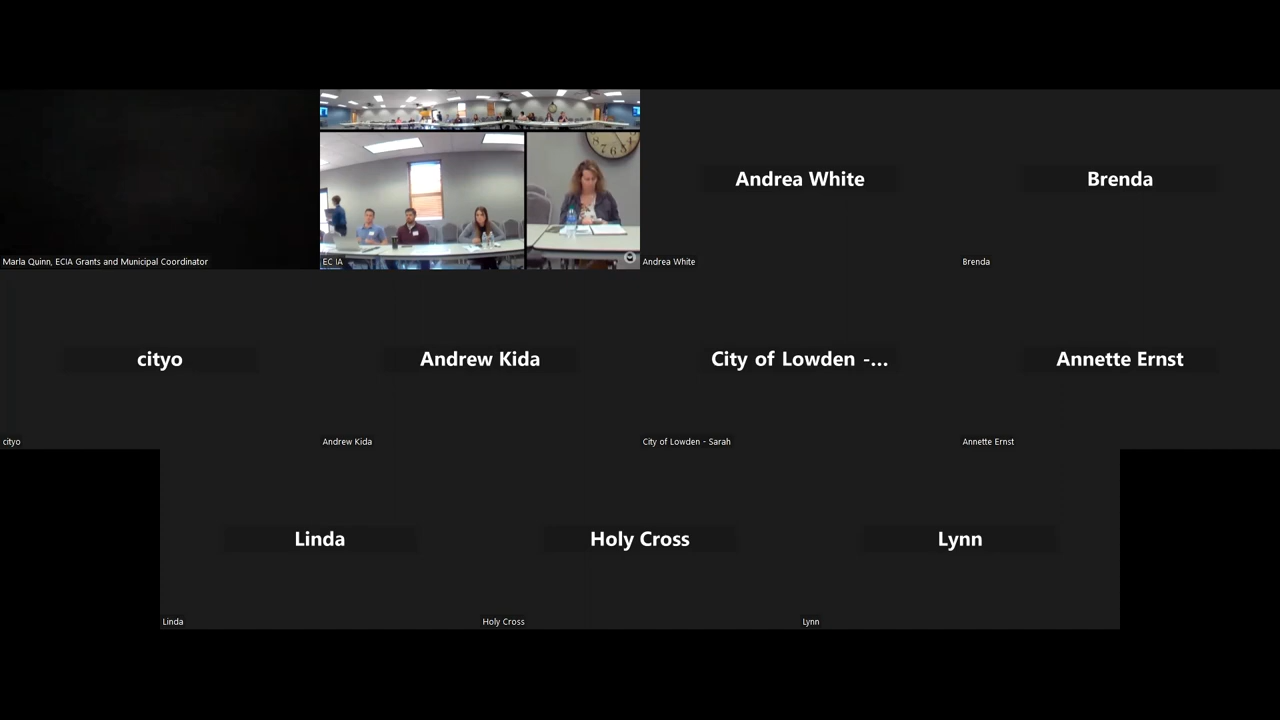 Andrea White
Brenda
Marla Quinn, ECIA Grants and Municipal Coordinator
EC IA
Andrea White
Brenda
cityo
Andrew Kida
City of Lowden -...
Annette Ernst
cityo
Andrew Kida
City of Lowden - Sarah
Annette Ernst
Linda
Holy Cross
Lynn
Linda
Holy Cross
Lynn